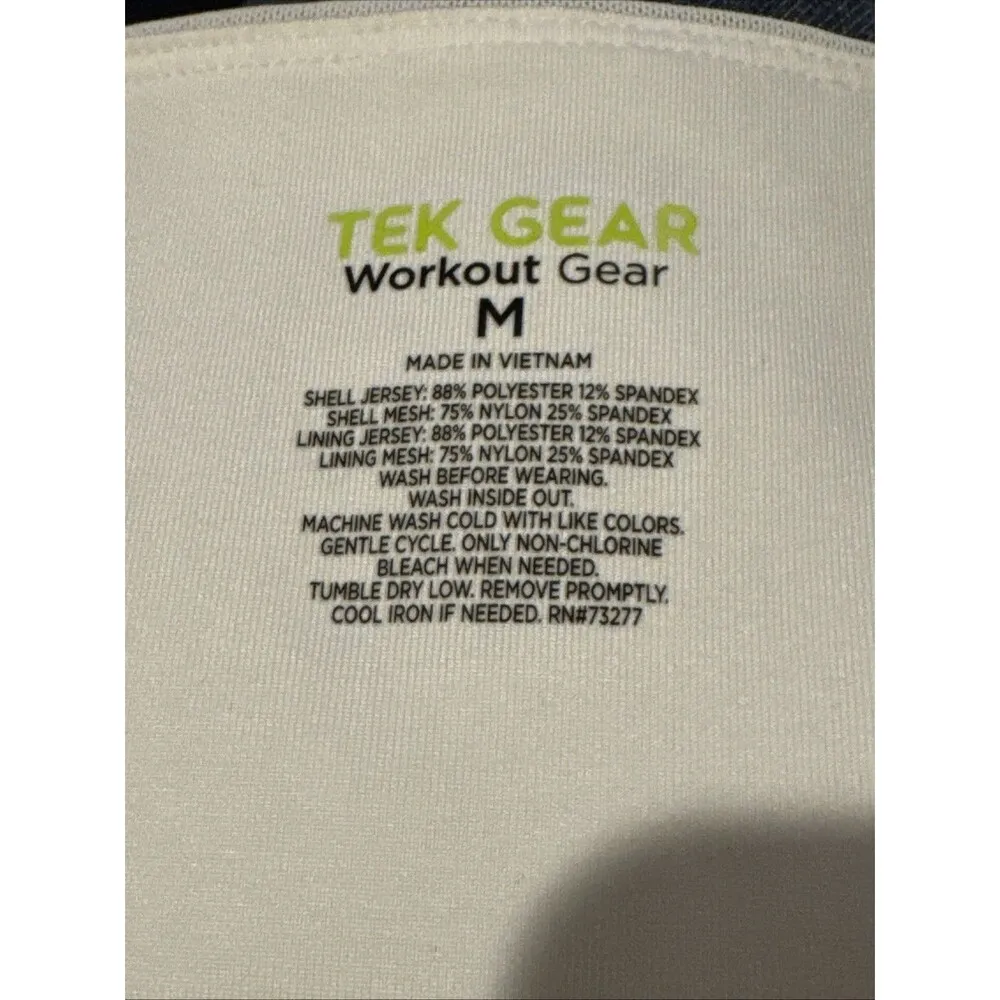 TEK GEAR
Workout Gear
M
MADE IN VIETNAM
SHELL JERSEY: 88% POLYESTER 12% SPANDEX
SHELL MESH: 75% NYLON 25% SPANDEX
LINING JERSEY: 88% POLYESTER 12% SPANDEX
LINING MESH: 75% NYLON 25% SPANDEX
WASH BEFORE WEARING.
WASH INSIDE OUT.
MACHINE WASH COLD WITH LIKE COLORS.
GENTLE CYCLE. ONLY NON-CHLORINE
BLEACH WHEN NEEDED.
TUMBLE DRY LOW. REMOVE PROMPTLY.
COOL IRON IF NEEDED. RN#73277